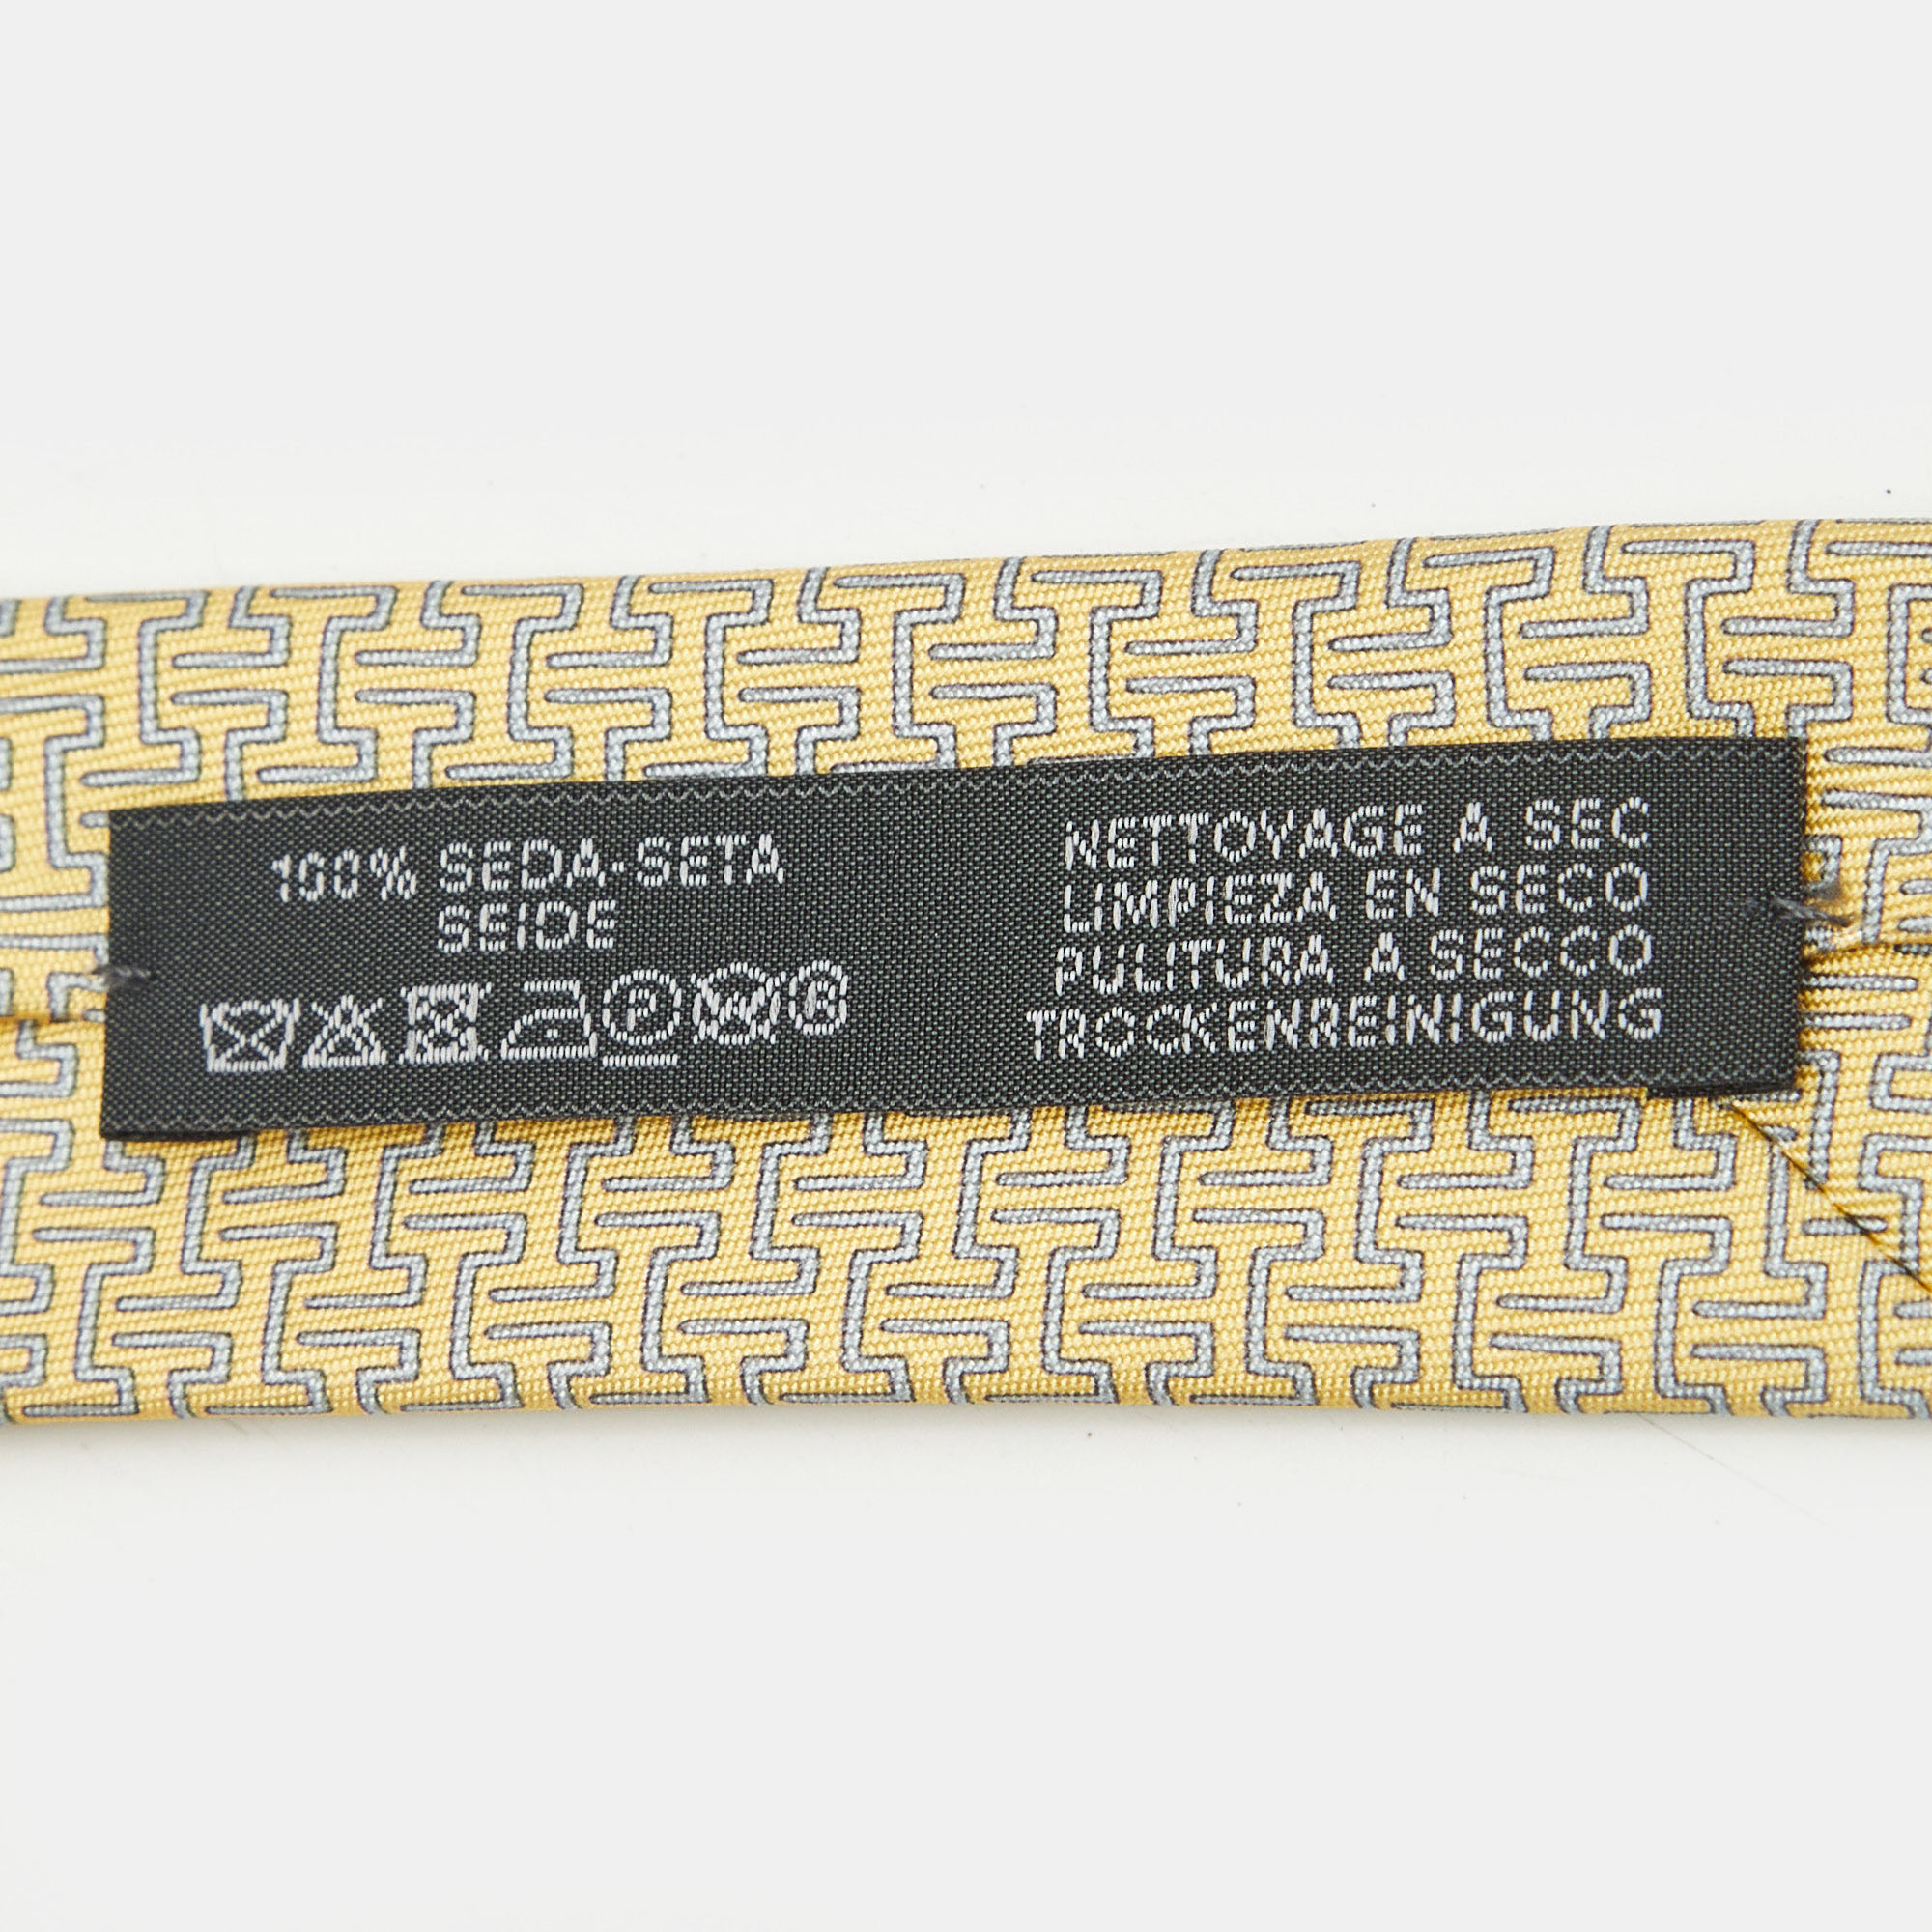 100% SEDA-SETA
SEIDE
P W R
NETTOYAGE A SEC
LIMPIEZA EN SECO
PULITURA A SECCO
TROCKENREINIGUNG